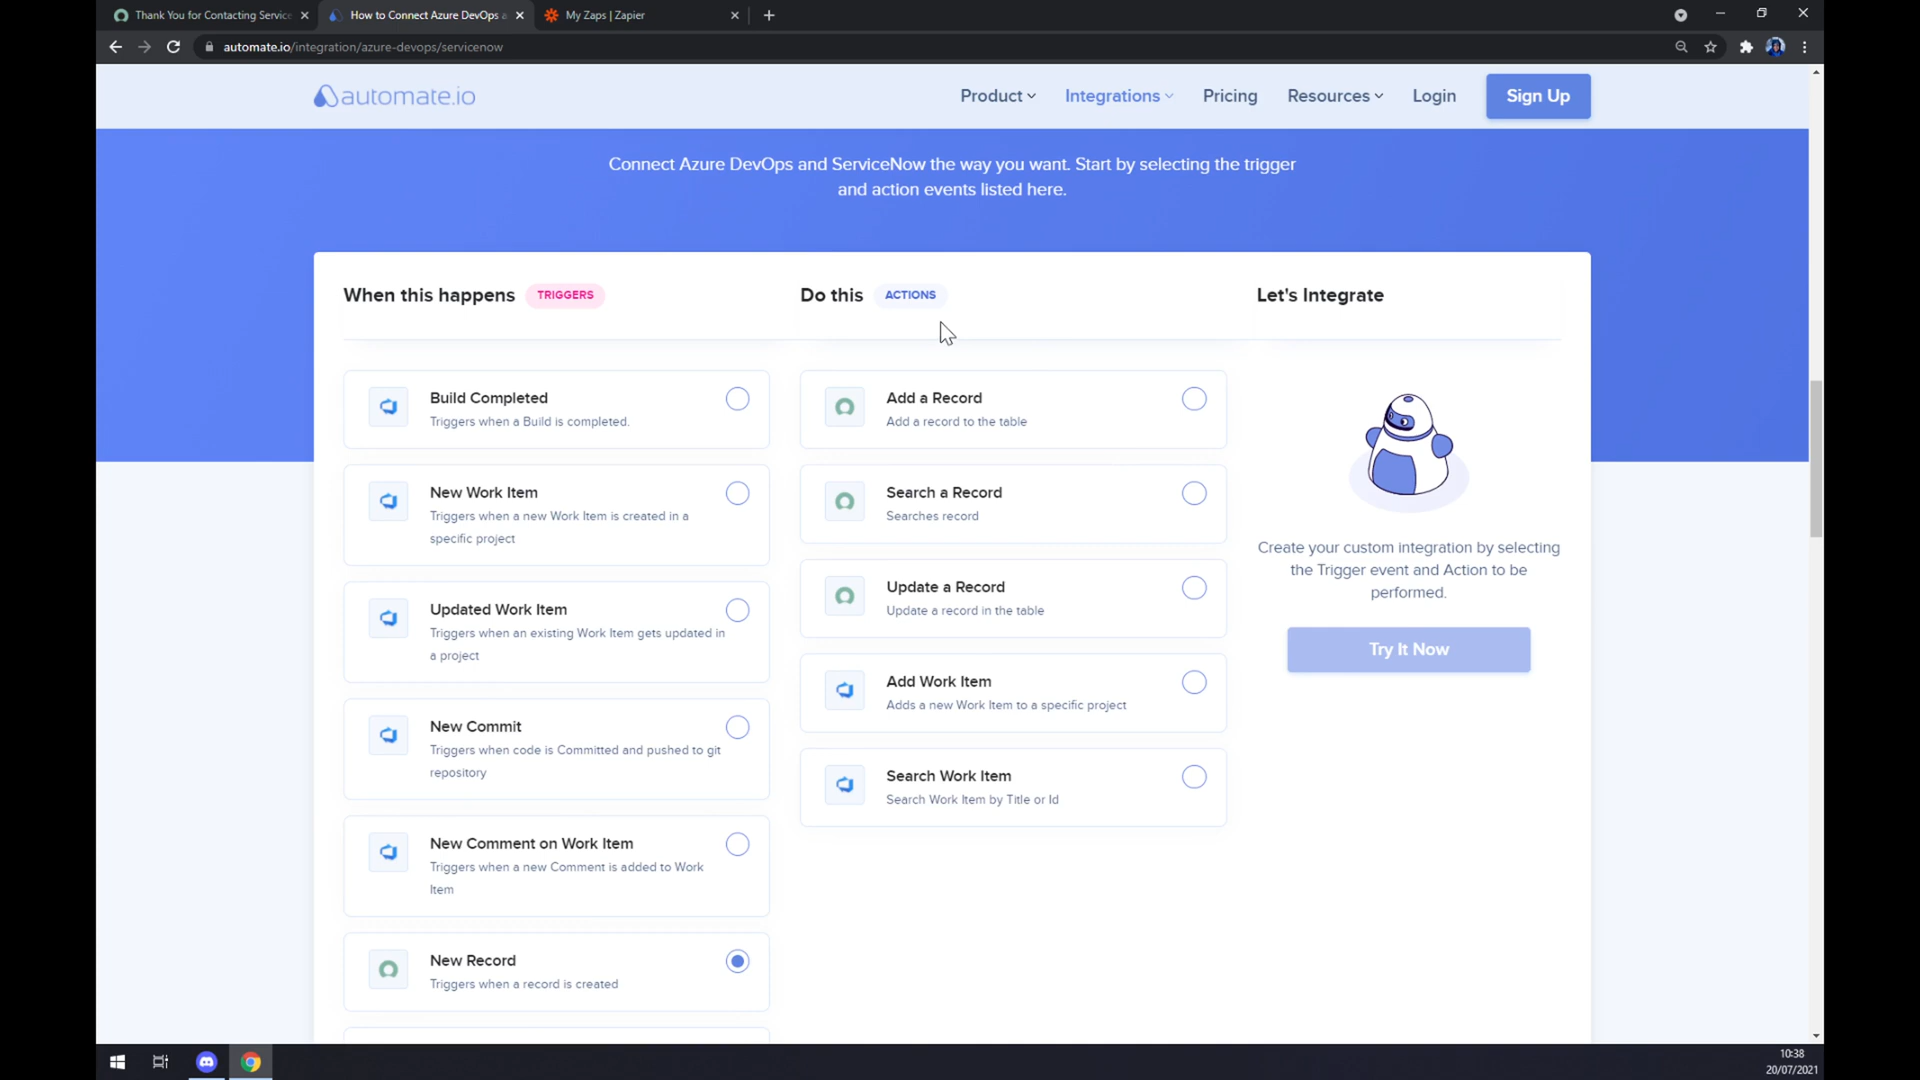 Thank You for Contacting Service
How to Connect Azure DevOps a
My Zaps | Zapier
automate.io/integration/azure-devops/servicenow
automate.io
Product
Integrations
Pricing
Resources
Login
Sign Up
Connect Azure DevOps and ServiceNow the way you want. Start by selecting the trigger
and action events listed here.
When this happens
TRIGGERS
Do this
ACTIONS
Let's Integrate
Build Completed
Triggers when a Build is completed.
New Work Item
Triggers when a new Work Item is created in a
specific project
Updated Work Item
Triggers when an existing Work Item gets updated in
a project
New Commit
Triggers when code is Committed and pushed to git
repository
New Comment on Work Item
Triggers when a new Comment is added to Work
Item
New Record
Triggers when a record is created
Add a Record
Add a record to the table
Search a Record
Searches record
Update a Record
Update a record in the table
Add Work Item
Adds a new Work Item to a specific project
Search Work Item
Search Work Item by Title or Id
Create your custom integration by selecting
the Trigger event and Action to be
performed.
Try It Now
10:38
20/07/2021